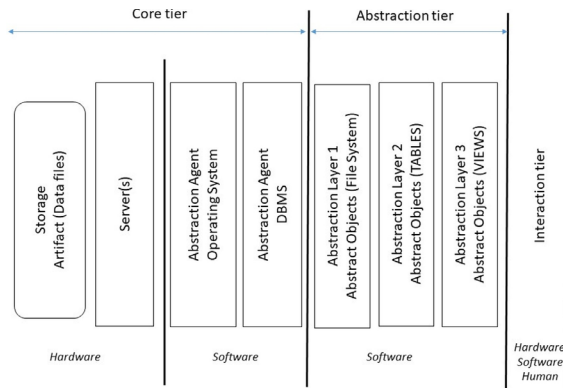 Core tier
Abstraction tier
Storage
Artifact (Data files)
Server(s)
Abstraction Agent
Operating System
Abstraction Agent
DBMS
Abstraction Layer 1
Abstract Objects (File System)
Abstraction Layer 2
Abstract Objects (TABLES)
Abstraction Layer 3
Abstract Objects (VIEWS)
Interaction tier
Hardware
Software
Software
Hardware
Software
Human